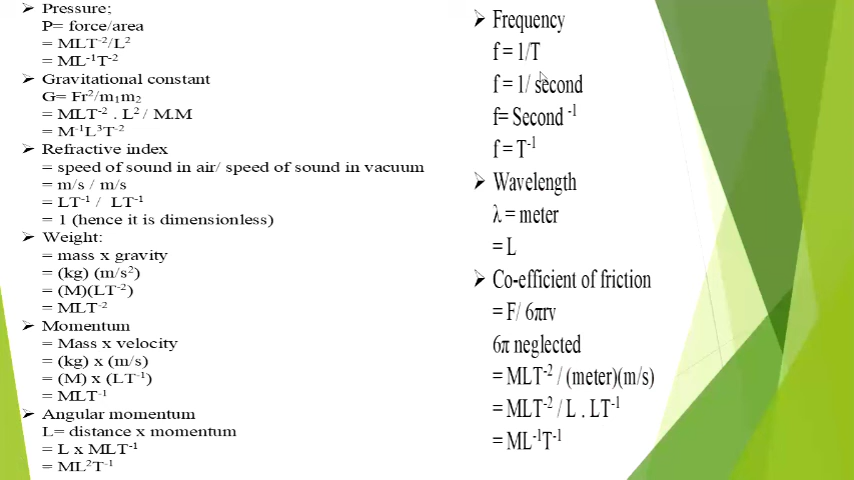 ➢ Pressure;
P= force/area
= MLT⁻²/L²
= ML⁻¹T⁻²
➢ Gravitational constant
G= Fr²/m₁m₂
= MLT⁻² . L² / M.M
= M⁻¹L³T⁻²
➢ Refractive index
= speed of sound in air/ speed of sound in vacuum
= m/s / m/s
= LT⁻¹ / LT⁻¹
= 1 (hence it is dimensionless)
➢ Weight:
= mass x gravity
= (kg) (m/s²)
= (M)(LT⁻²)
= MLT⁻²
➢ Momentum
= Mass x velocity
= (kg) x (m/s)
= (M) x (LT⁻¹)
= MLT⁻¹
➢ Angular momentum
L= distance x momentum
= L x MLT⁻¹
= ML²T⁻¹
➢ Frequency
f = 1/T
f = 1/ second
f= Second ⁻¹
f = T⁻¹
➢ Wavelength
λ = meter
= L
➢ Co-efficient of friction
= F/ 6πrv
6π neglected
= MLT⁻² / (meter)(m/s)
= MLT⁻² / L . LT⁻¹
= ML⁻¹T⁻¹